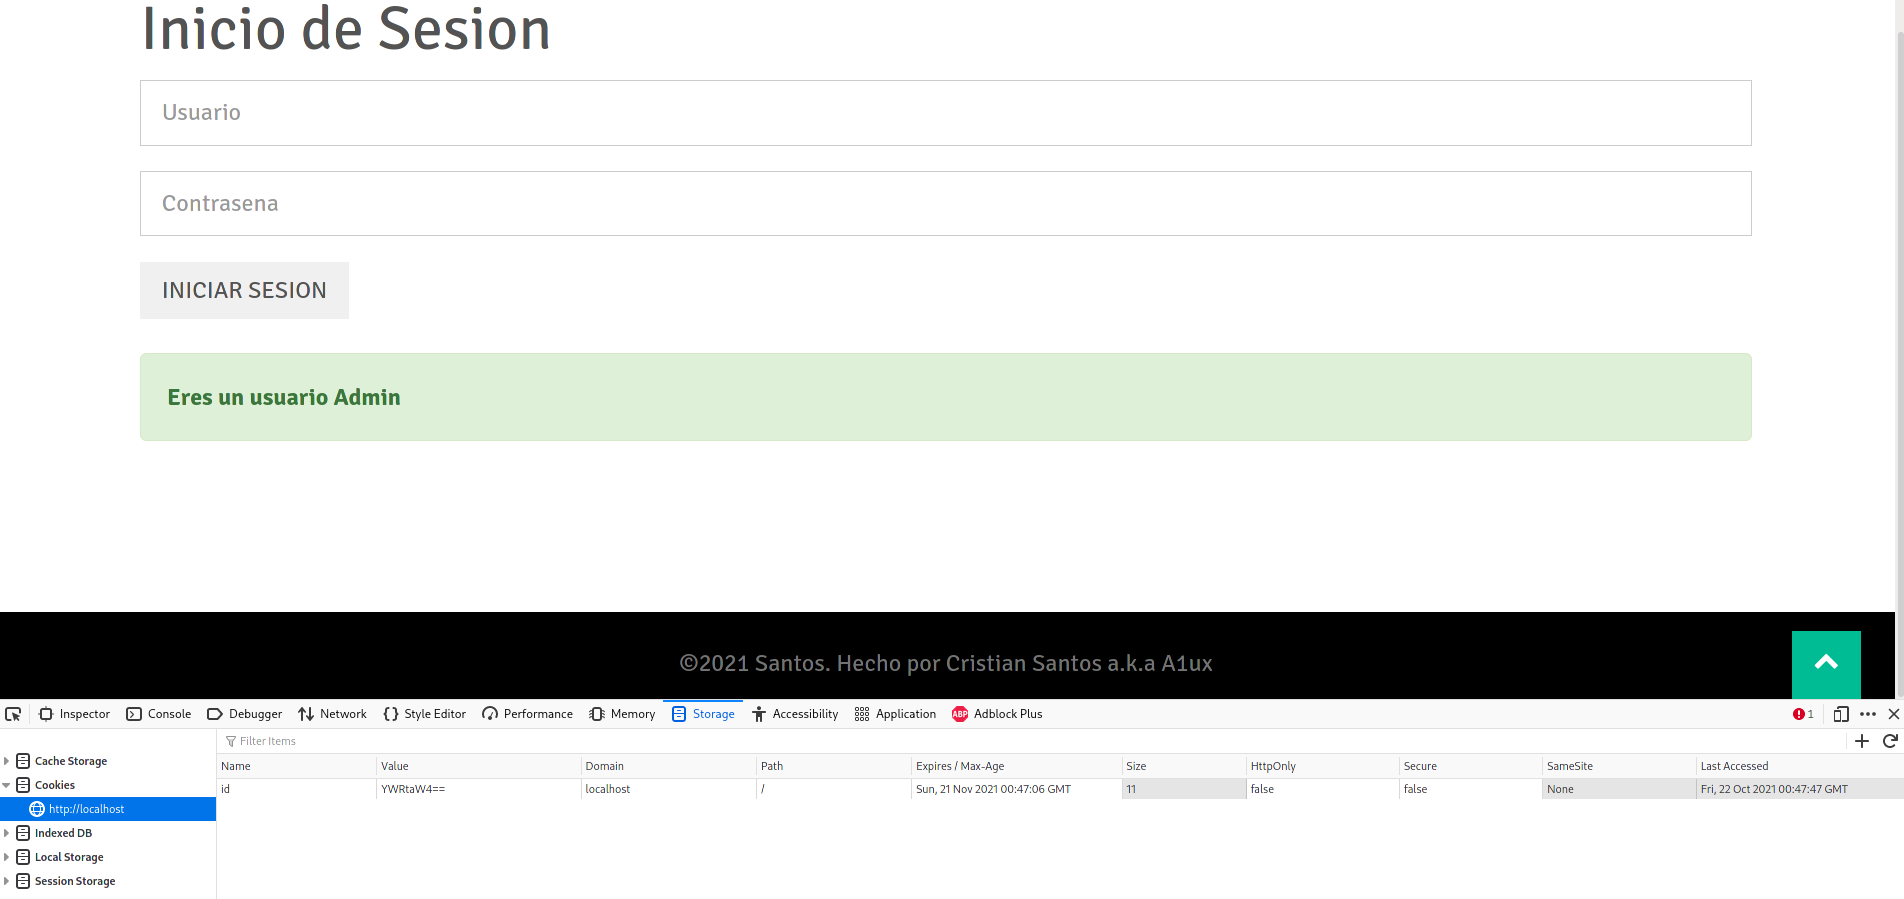 Inicio de Sesion
Usuario
Contrasena
INICIAR SESION
Eres un usuario Admin
©2021 Santos. Hecho por Cristian Santos a.k.a A1ux
Inspector Console Debugger Network Style Editor Performance Memory Storage Accessibility Application ABP Adblock Plus 1
Filter Items
Cache Storage
Cookies
http://localhost
Indexed DB
Local Storage
Session Storage
Name Value Domain Path Expires / Max-Age Size HttpOnly Secure SameSite Last Accessed
id YWRtaW4== localhost / Sun, 21 Nov 2021 00:47:06 GMT 11 false false None Fri, 22 Oct 2021 00:47:47 GMT